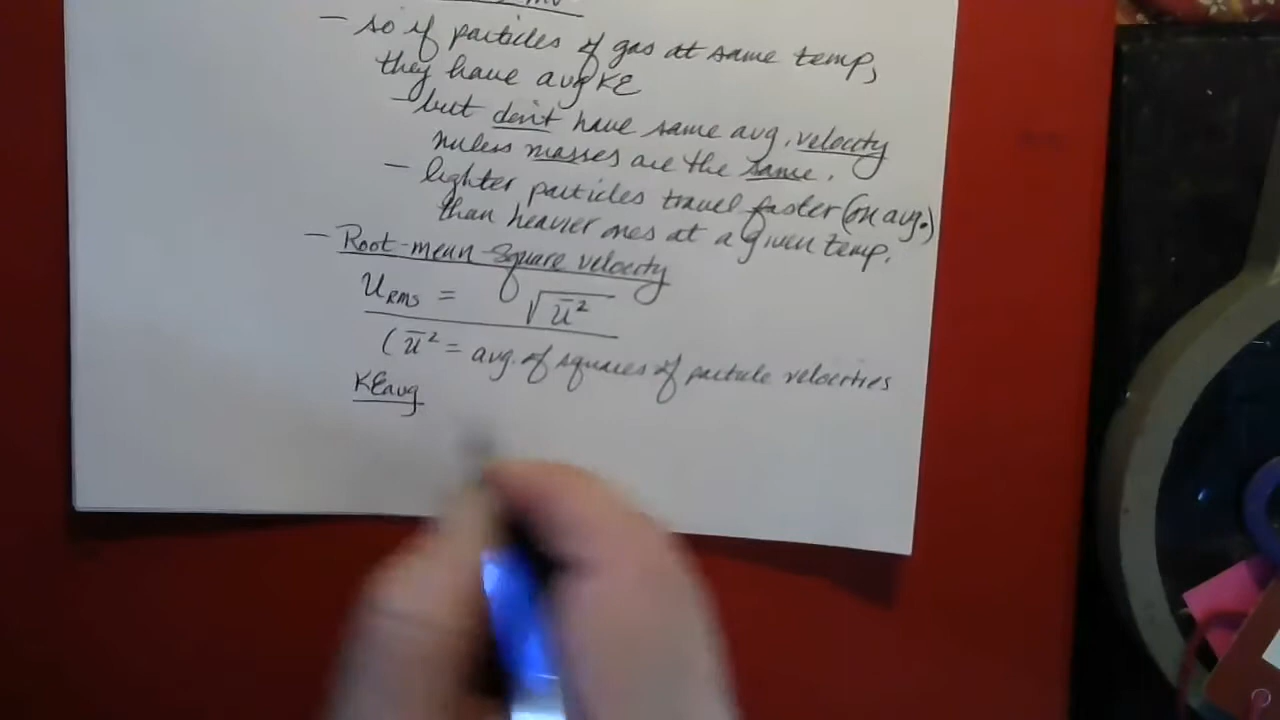 - so if particles of gas at same temp,
they have avg KE
- but don't have same avg. velocity
unless masses are the same.
- lighter particles travel faster (on avg.)
than heavier ones at a given temp.
- Root-mean-square velocity
u_RMS = √ū²
(ū² = avg. of squares of particle velocities
KEavg